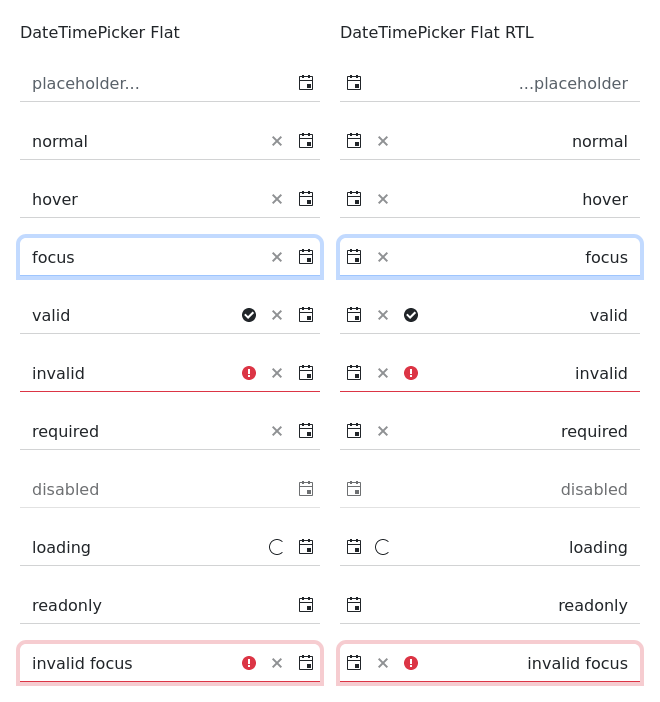 DateTimePicker Flat
placeholder...
normal
hover
focus
valid
invalid
required
disabled
loading
readonly
invalid focus
DateTimePicker Flat RTL
...placeholder
normal
hover
focus
valid
invalid
required
disabled
loading
readonly
invalid focus